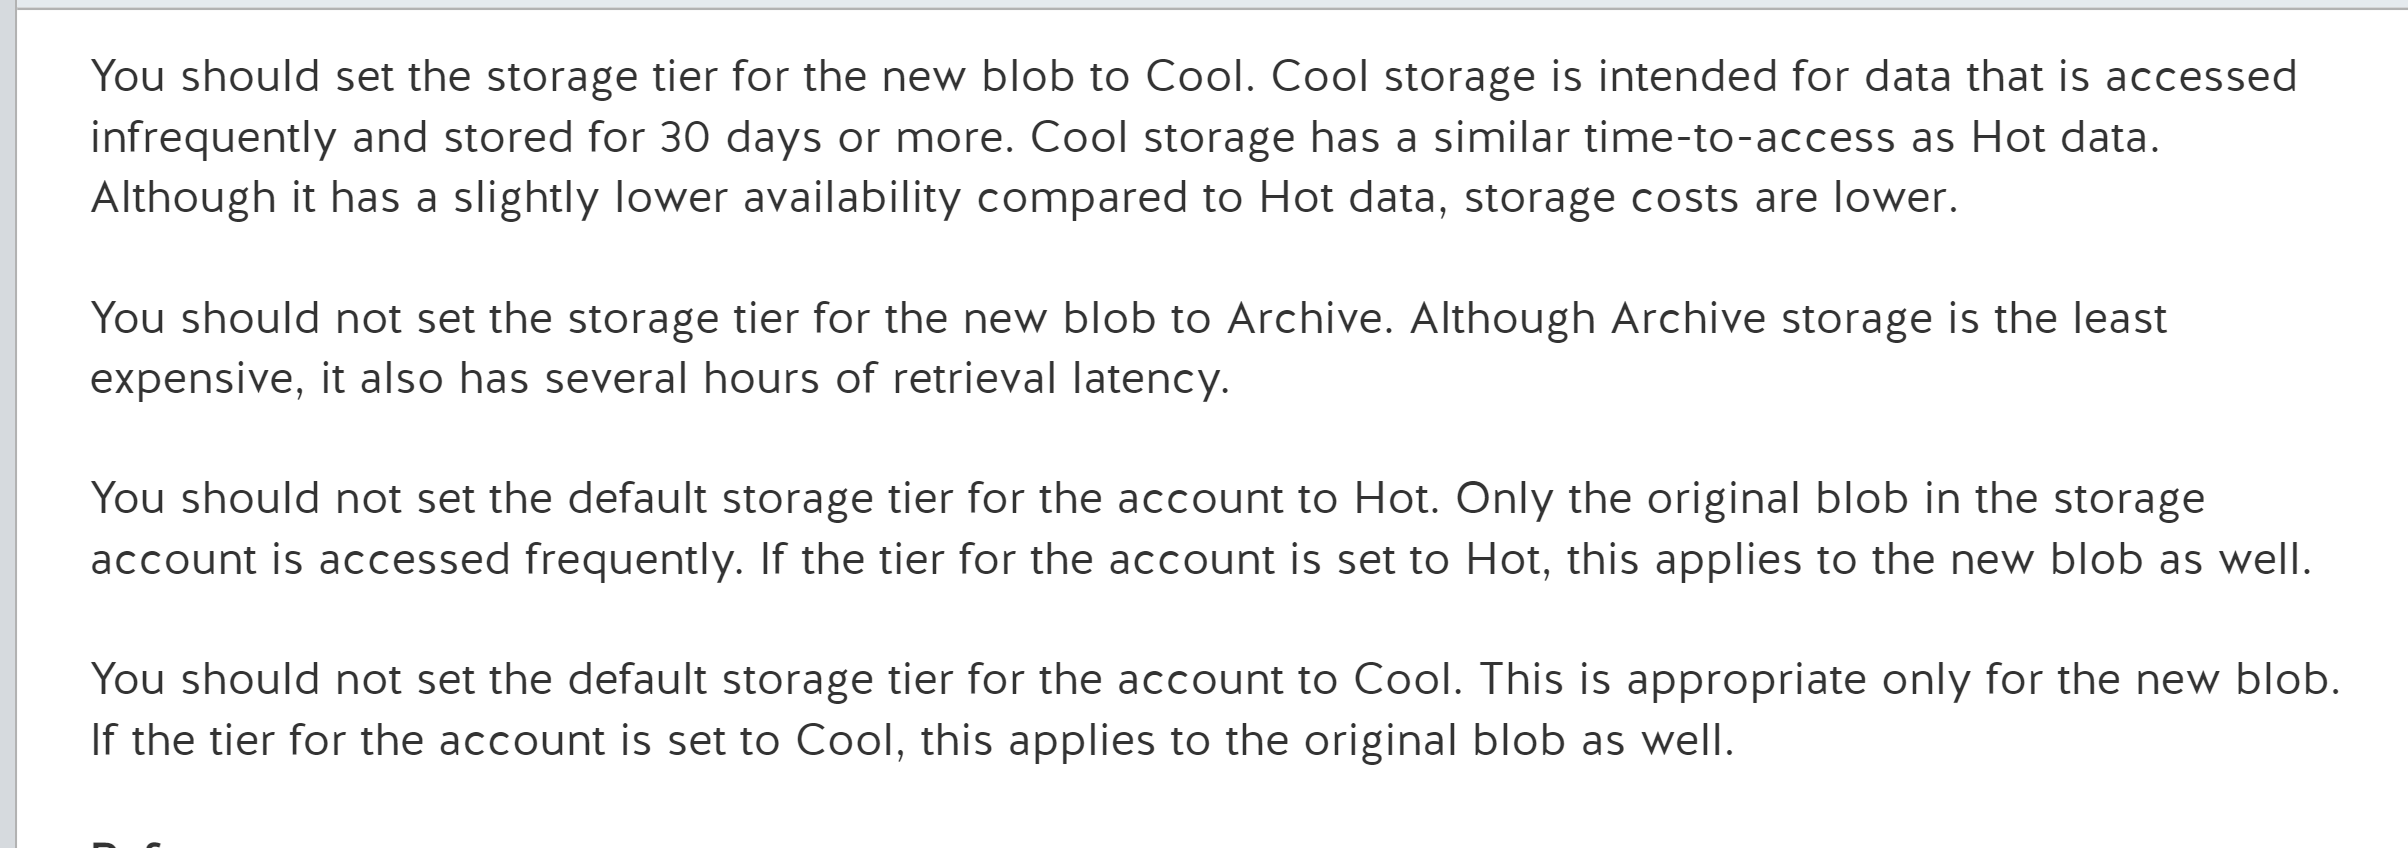 You should set the storage tier for the new blob to Cool. Cool storage is intended for data that is accessed
infrequently and stored for 30 days or more. Cool storage has a similar time-to-access as Hot data.
Although it has a slightly lower availability compared to Hot data, storage costs are lower.
You should not set the storage tier for the new blob to Archive. Although Archive storage is the least
expensive, it also has several hours of retrieval latency.
You should not set the default storage tier for the account to Hot. Only the original blob in the storage
account is accessed frequently. If the tier for the account is set to Hot, this applies to the new blob as well.
You should not set the default storage tier for the account to Cool. This is appropriate only for the new blob.
If the tier for the account is set to Cool, this applies to the original blob as well.